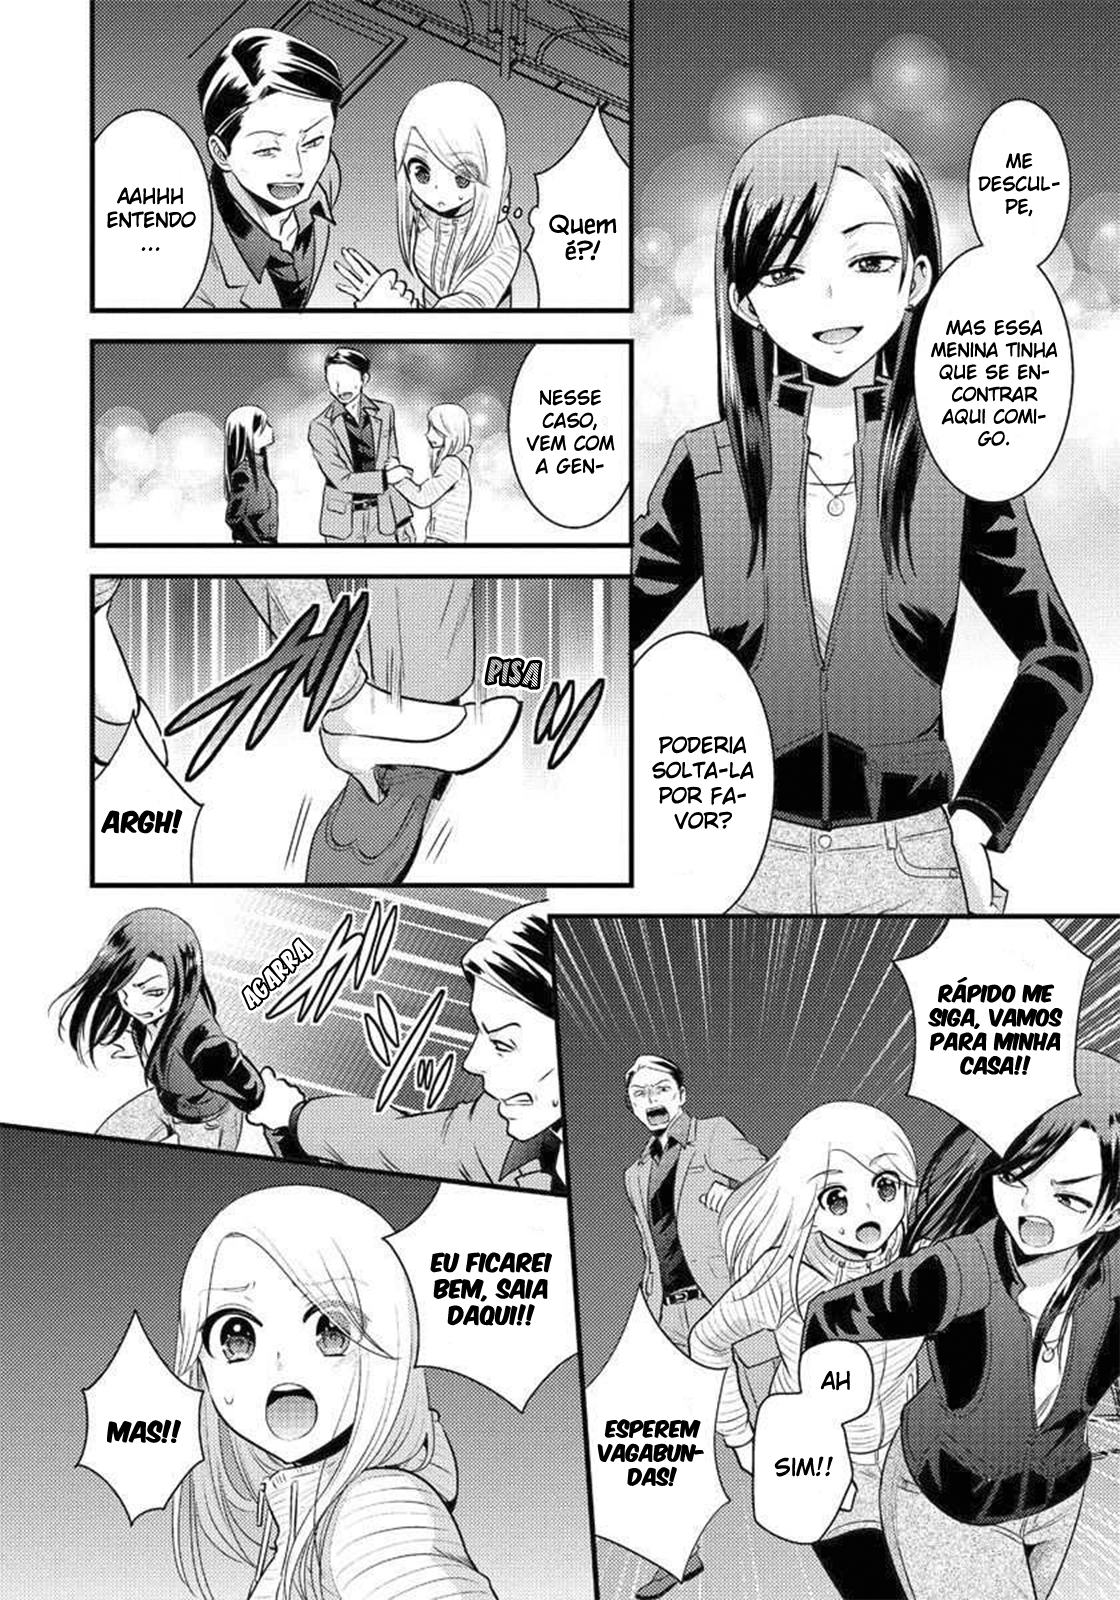 ME
DESCUL-
PE,
MAS ESSA
MENINA TINHA
QUE SE EN-
CONTRAR
AQUI COMI-
GO.
PODERIA
SOLTA-LA
POR FA-
VOR?
Quem
é?!
AAHHH
ENTENDO
...
NESSE
CASO,
VEM COM
A GEN-
PISA
ARGH!
RÁPIDO ME
SIGA, VAMOS
PARA MINHA
CASA!!
AH
SIM!!
ESPEREM
VAGABUN-
DAS!
AGARRA
EU FICAREI
BEM, SAIA
DAQUI!!
MAS!!